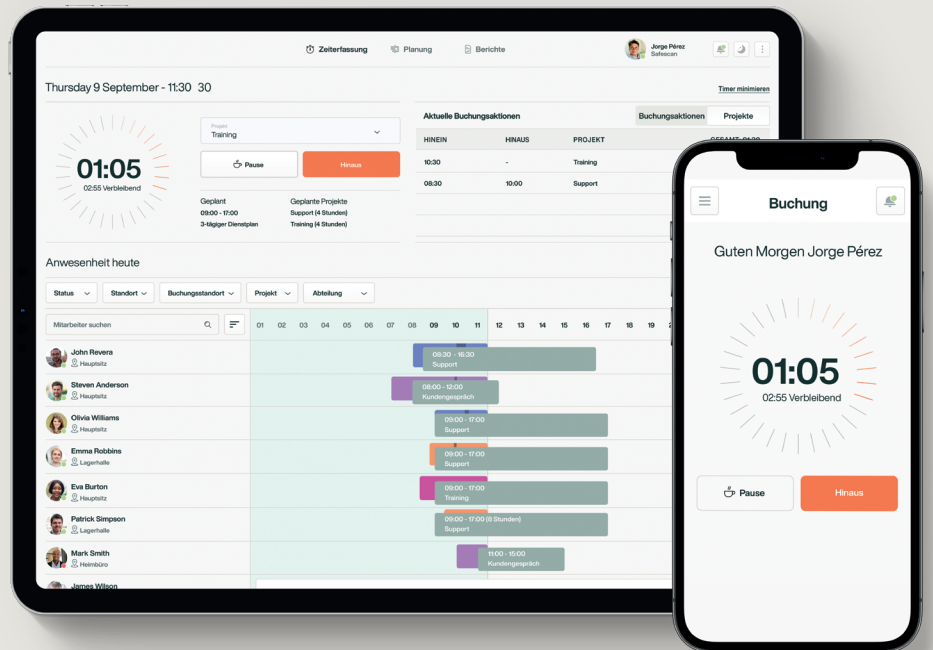 Zeiterfassung
Planung
Berichte
Jorge Pérez
Safescan
Thursday 9 September - 11:30 30
Timer minimieren
01:05
02:55 Verbleibend
Projekt
Training
Pause
Hinaus
Geplant
09:00 - 17:00
3-tägiger Dienstplan
Geplante Projekte
Support (4 Stunden)
Training (4 Stunden)
Aktuelle Buchungsaktionen
Buchungsaktionen
Projekte
HINEIN HINAUS PROJEKT
10:30 - Training
08:30 10:00 Support
Anwesenheit heute
Status
Standort
Buchungsstandort
Projekt
Abteilung
Mitarbeiter suchen
01 02 03 04 05 06 07 08 09 10 11 12 13 14 15 16 17 18 19
John Revera
Hauptsitz
08:30 - 16:30
Support
Steven Anderson
Hauptsitz
08:00 - 12:00
Kundengespräch
Olivia Williams
Hauptsitz
09:00 - 17:00
Support
Emma Robbins
Lagerhalle
09:00 - 17:00
Support
Eva Burton
Hauptsitz
09:00 - 17:00
Training
Patrick Simpson
Lagerhalle
09:00 - 17:00 (8 Stunden)
Support
Mark Smith
Heimbüro
11:00 - 15:00
Kundengespräch
James Wilson
Buchung
Guten Morgen Jorge Pérez
01:05
02:55 Verbleibend
Pause
Hinaus